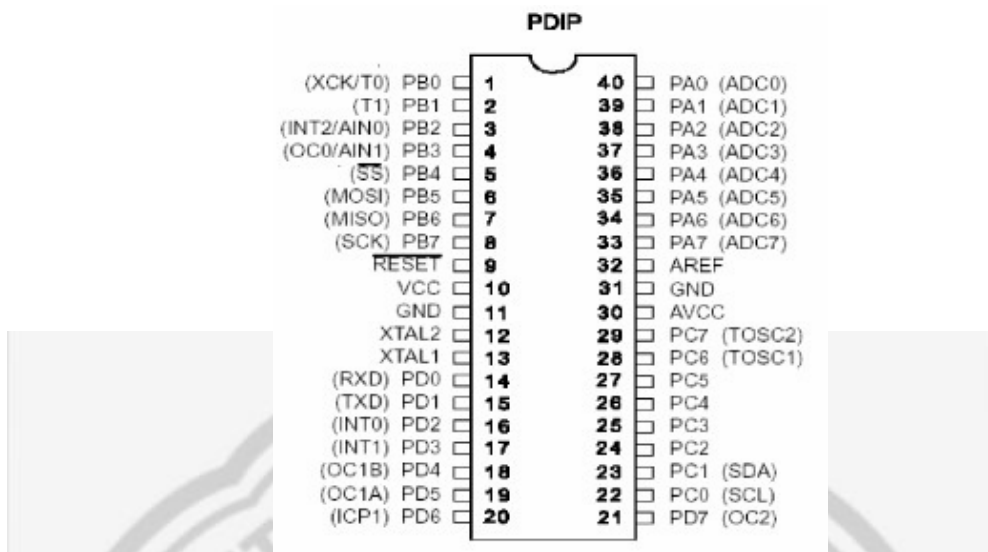 PDIP
(XCK/T0) PB0 1 40 PA0 (ADC0)
(T1) PB1 2 39 PA1 (ADC1)
(INT2/AIN0) PB2 3 38 PA2 (ADC2)
(OC0/AIN1) PB3 4 37 PA3 (ADC3)
(SS) PB4 5 36 PA4 (ADC4)
(MOSI) PB5 6 35 PA5 (ADC5)
(MISO) PB6 7 34 PA6 (ADC6)
(SCK) PB7 8 33 PA7 (ADC7)
RESET 9 32 AREF
VCC 10 31 GND
GND 11 30 AVCC
XTAL2 12 29 PC7 (TOSC2)
XTAL1 13 28 PC6 (TOSC1)
(RXD) PD0 14 27 PC5
(TXD) PD1 15 26 PC4
(INT0) PD2 16 25 PC3
(INT1) PD3 17 24 PC2
(OC1B) PD4 18 23 PC1 (SDA)
(OC1A) PD5 19 22 PC0 (SCL)
(ICP1) PD6 20 21 PD7 (OC2)